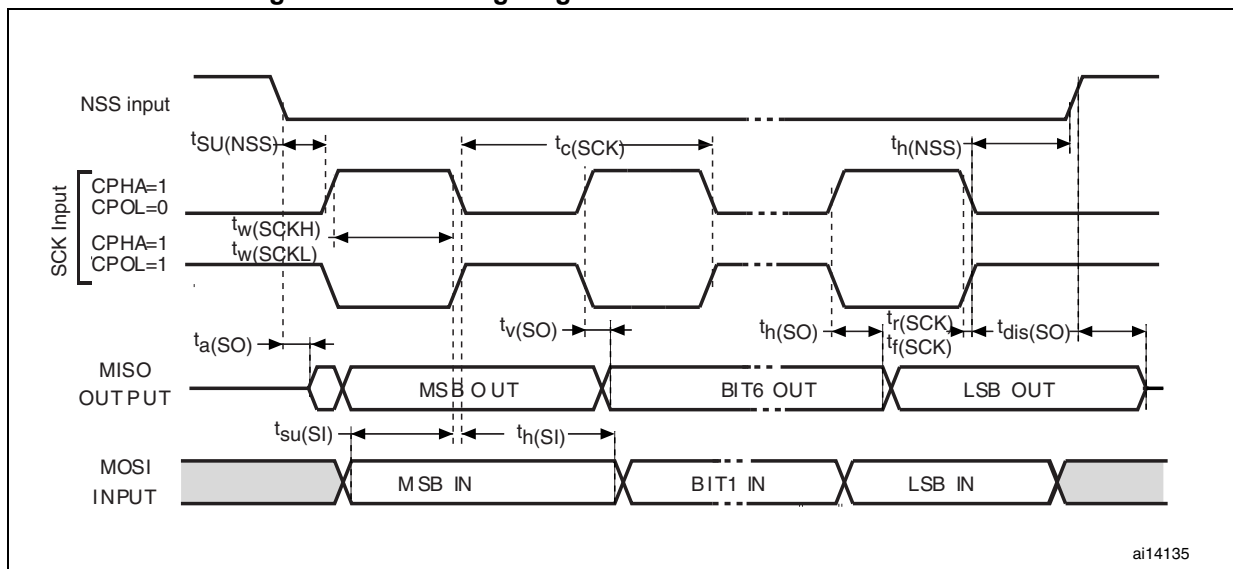 NSS input
tSU(NSS)
tc(SCK)
th(NSS)
SCK Input
CPHA=1
CPOL=0
tw(SCKH)
CPHA=1
tw(SCKL)
CPOL=1
ta(SO)
tv(SO)
th(SO)
tr(SCK)
tf(SCK)
tdis(SO)
MISO
OUTPUT
MSB OUT
BIT6 OUT
LSB OUT
tsu(SI)
th(SI)
MOSI
INPUT
MSB IN
BIT1 IN
LSB IN
ai14135